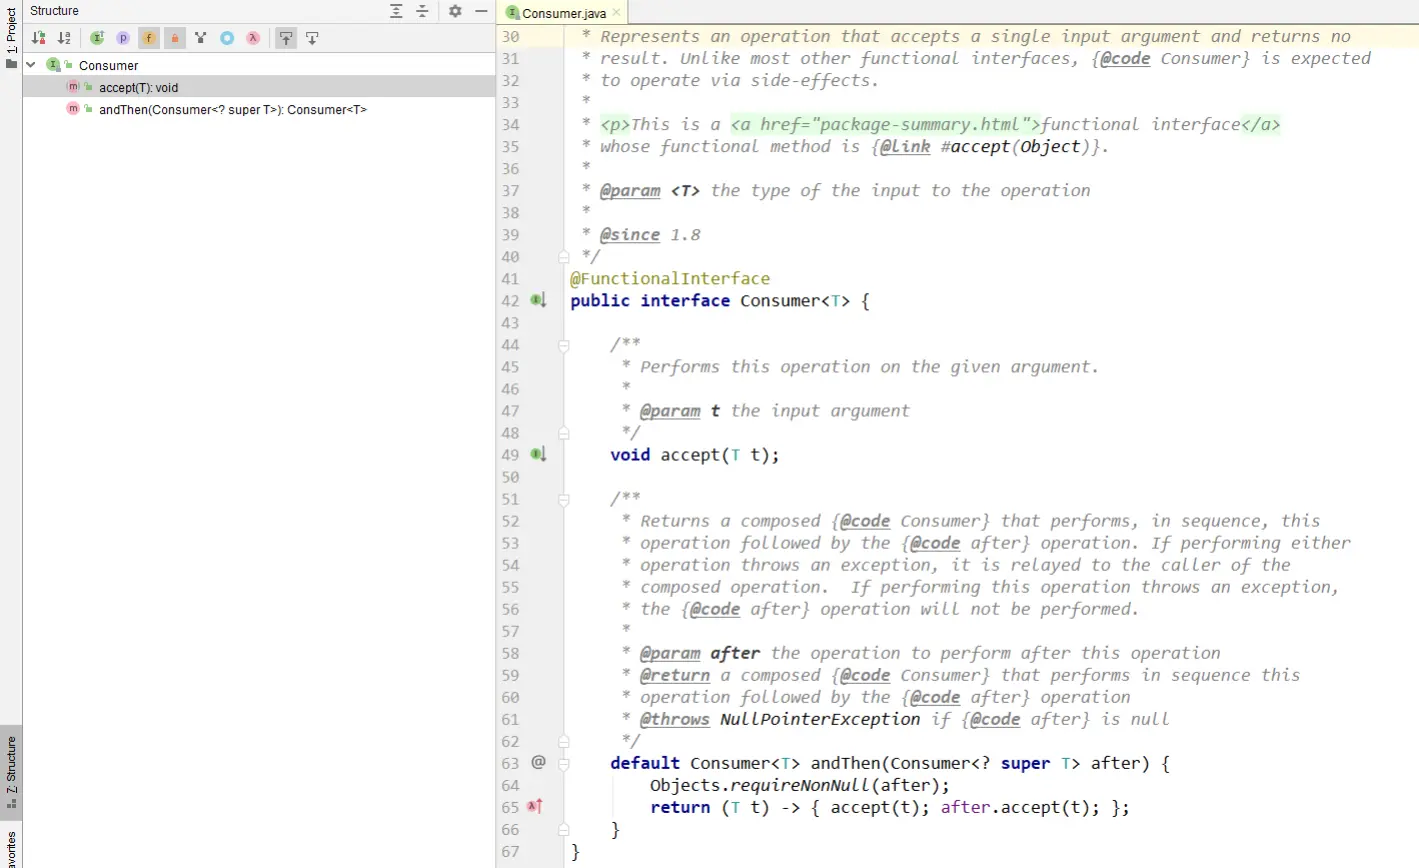 Structure
Consumer.java
1: Project
Consumer
accept(T): void
andThen(Consumer<? super T>): Consumer<T>
7: Structure
avorites
30 * Represents an operation that accepts a single input argument and returns no
31 * result. Unlike most other functional interfaces, {@code Consumer} is expected
32 * to operate via side-effects.
33 *
34 * <p>This is a <a href="package-summary.html">functional interface</a>
35 * whose functional method is {@link #accept(Object)}.
36 *
37 * @param <T> the type of the input to the operation
38 *
39 * @since 1.8
40 */
41 @FunctionalInterface
42 public interface Consumer<T> {
43
44 /**
45 * Performs this operation on the given argument.
46 *
47 * @param t the input argument
48 */
49 void accept(T t);
50
51 /**
52 * Returns a composed {@code Consumer} that performs, in sequence, this
53 * operation followed by the {@code after} operation. If performing either
54 * operation throws an exception, it is relayed to the caller of the
55 * composed operation.  If performing this operation throws an exception,
56 * the {@code after} operation will not be performed.
57 *
58 * @param after the operation to perform after this operation
59 * @return a composed {@code Consumer} that performs in sequence this
60 * operation followed by the {@code after} operation
61 * @throws NullPointerException if {@code after} is null
62 */
63 @ default Consumer<T> andThen(Consumer<? super T> after) {
64 Objects.requireNonNull(after);
65 return (T t) -> { accept(t); after.accept(t); };
66 }
67 }